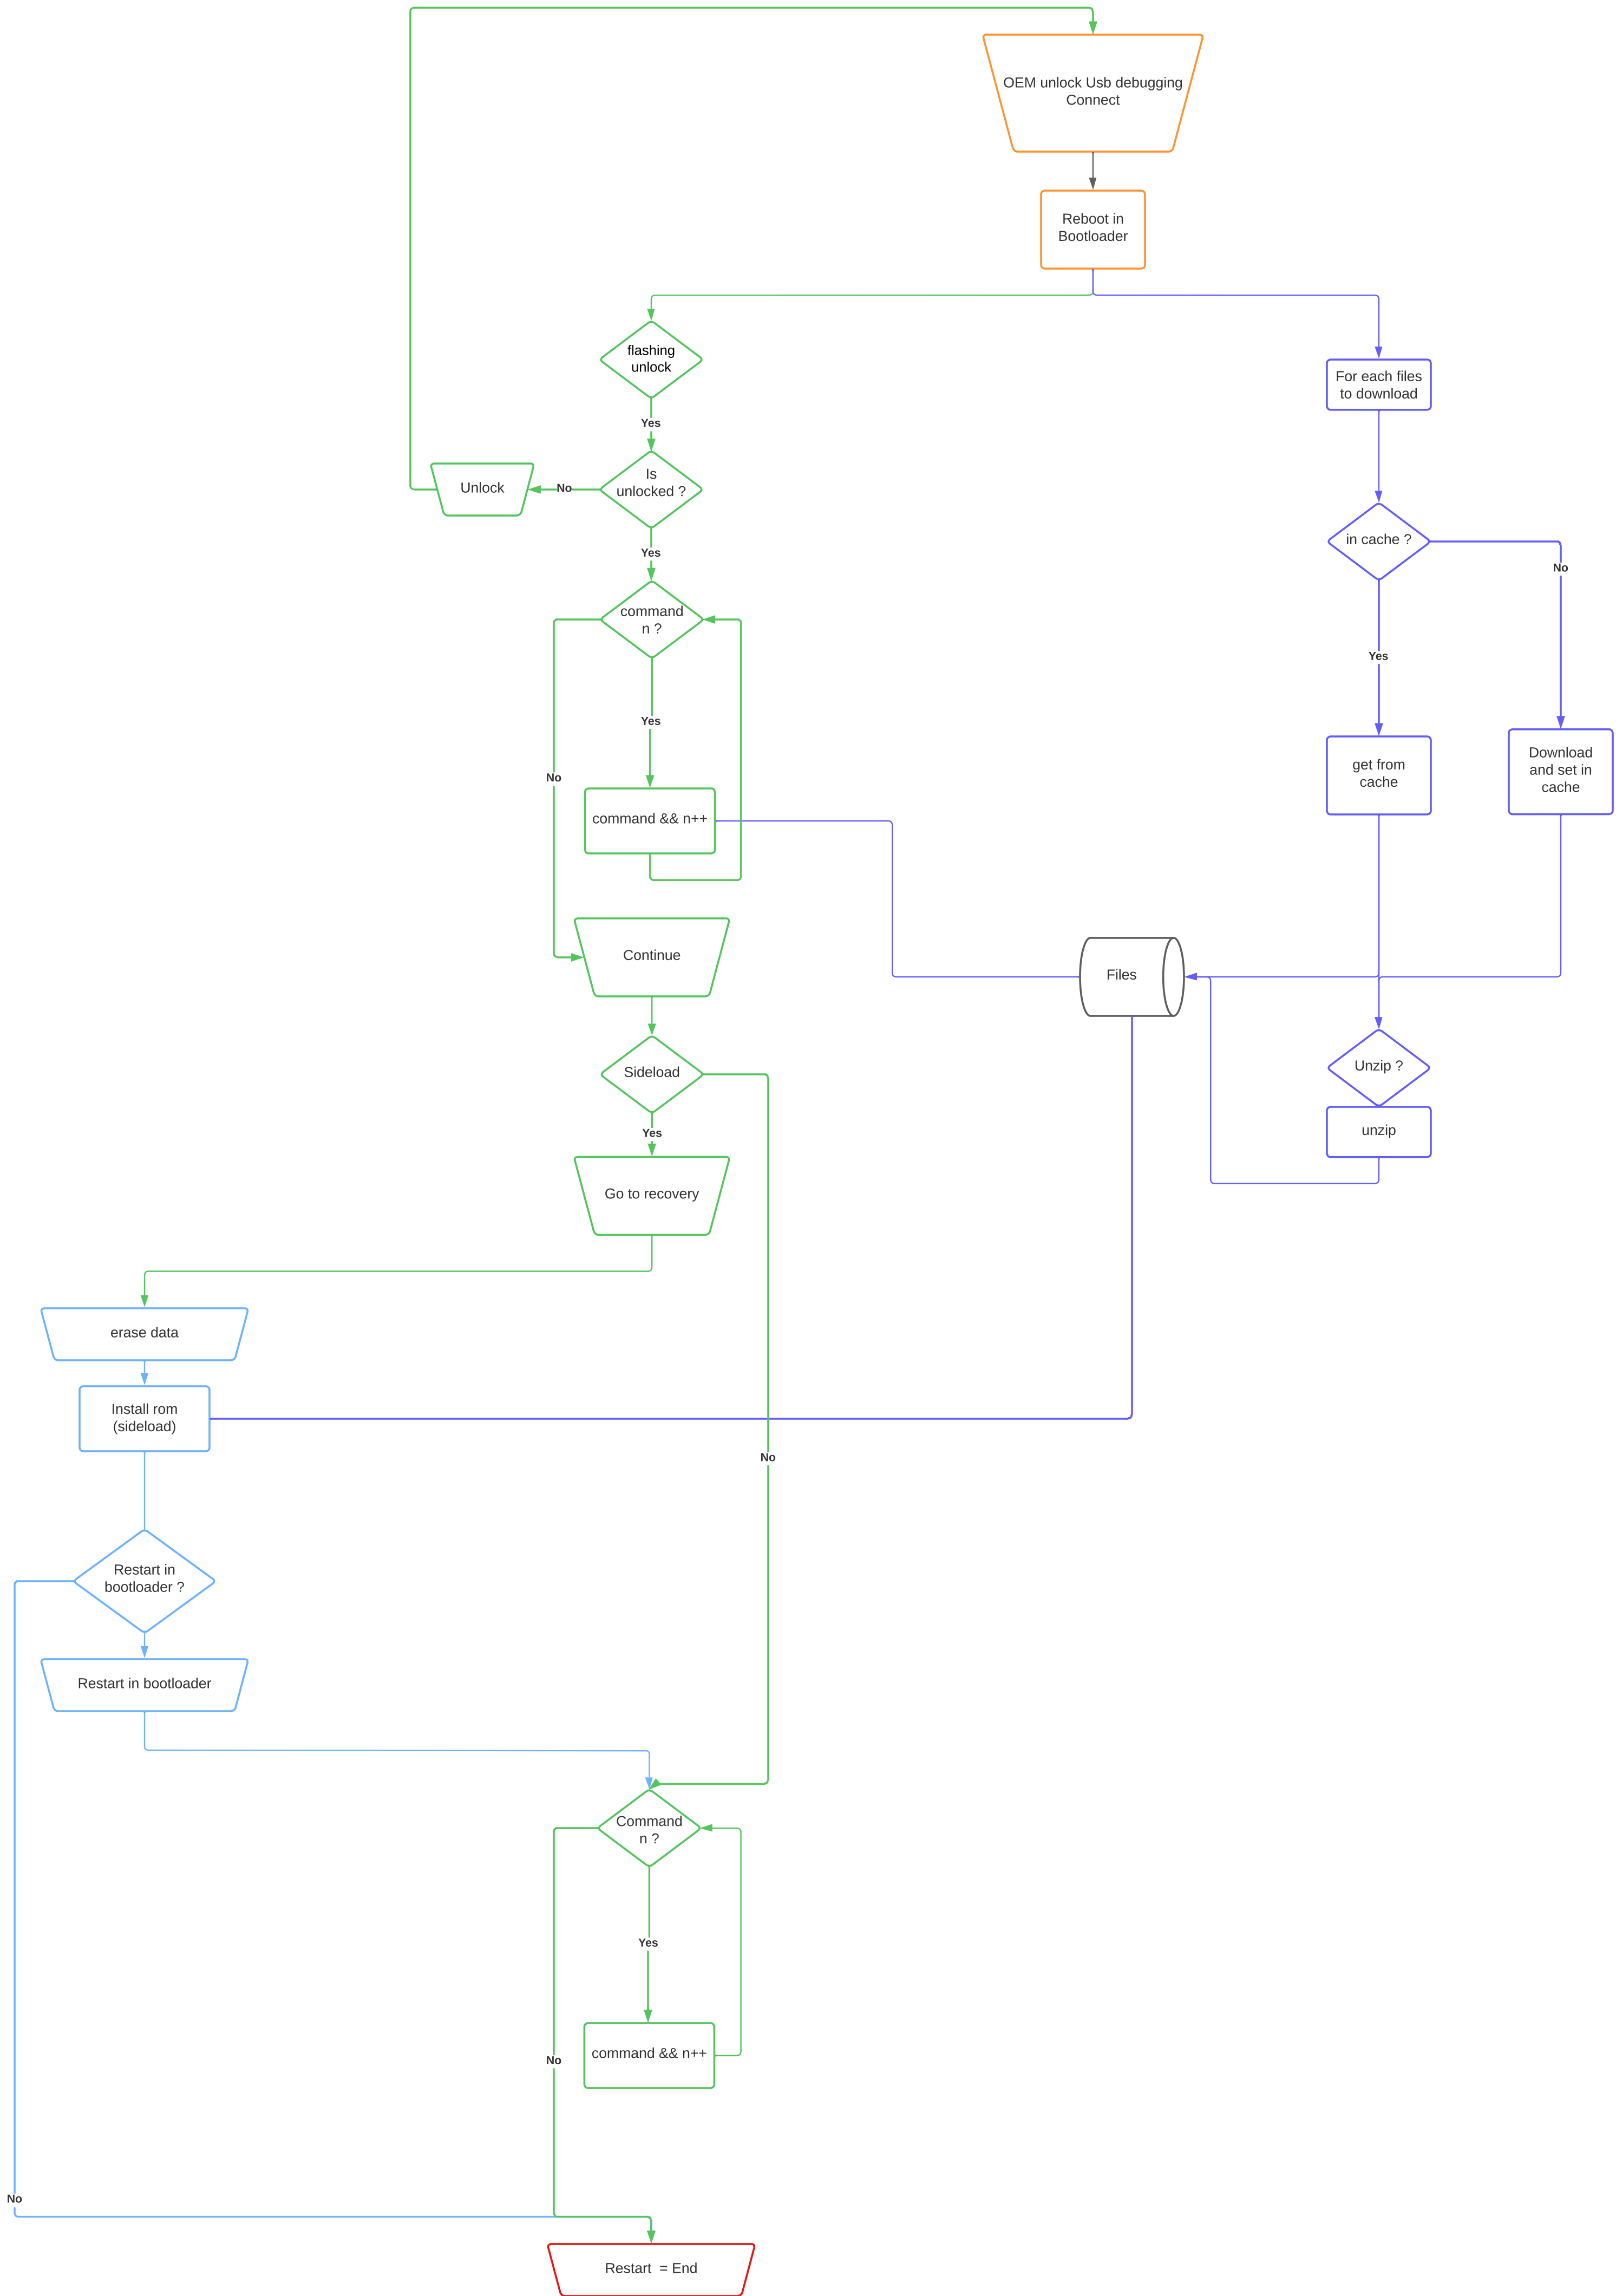 OEM unlock Usb debugging
Connect
Reboot in
Bootloader
flashing
unlock
For each files
to download
Yes
Unlock
No
Is
unlocked ?
in cache ?
No
Yes
command
n ?
Yes
Yes
No
get from
cache
Download
and set in
cache
command && n++
Continue
Files
Sideload
Unzip ?
Yes
unzip
Go to recovery
erase data
Install rom
(sideload)
No
Restart in
bootloader ?
Restart in bootloader
Command
n ?
Yes
command && n++
No
No
Restart  = End